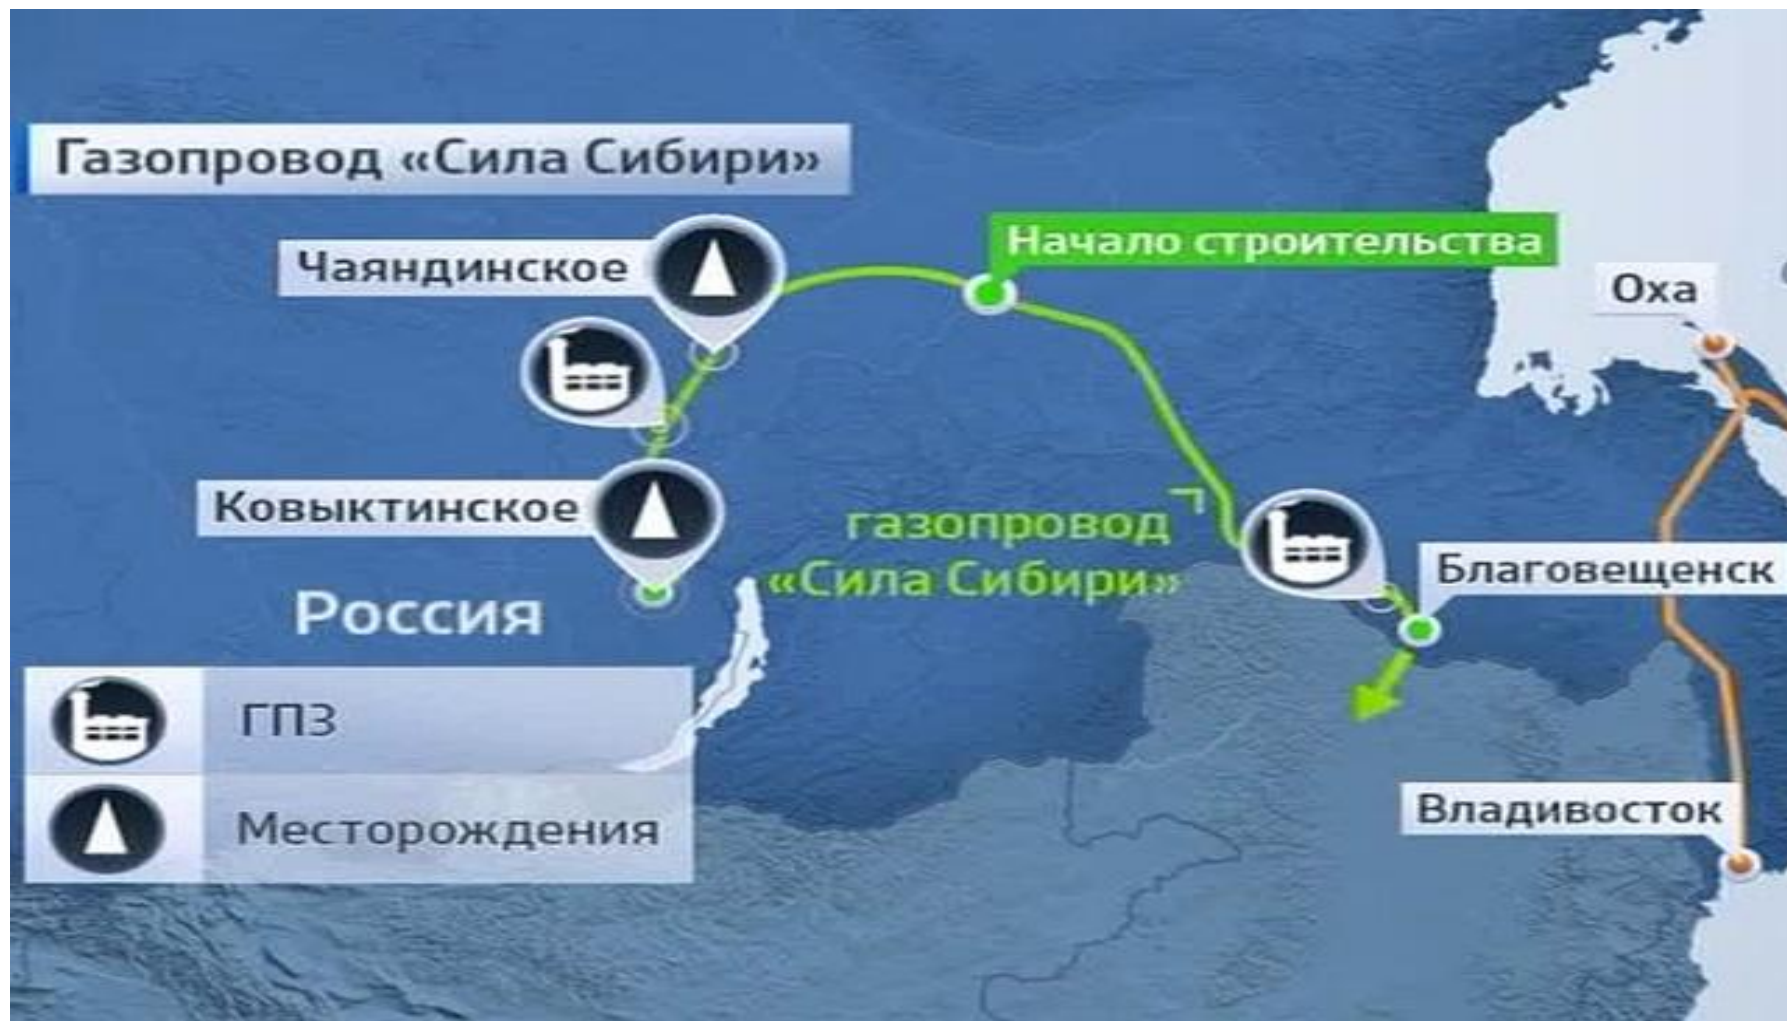 Газопровод «Сила Сибири»
Чаяндинское
Начало строительства
Оха
Ковыктинское
газопровод
«Сила Сибири»
Благовещенск
Россия
ГПЗ
Месторождения
Владивосток